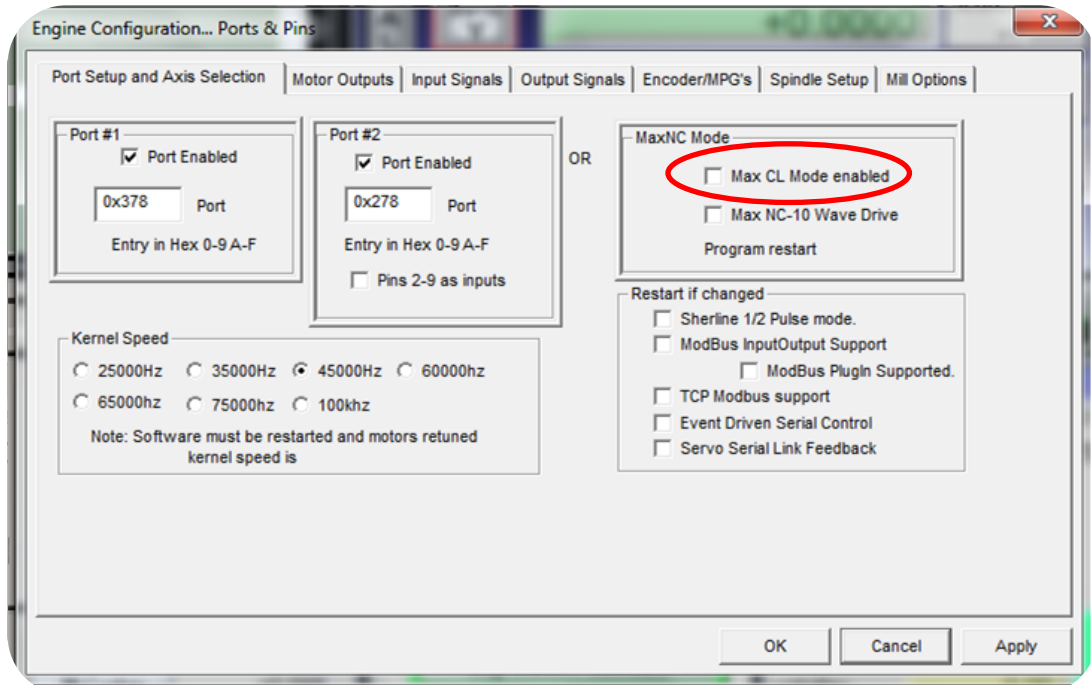 Engine Configuration... Ports & Pins
+0.0000
Port Setup and Axis Selection
Motor Outputs
Input Signals
Output Signals
Encoder/MPG's
Spindle Setup
Mill Options
Port #1
Port Enabled
0x378 Port
Entry in Hex 0-9 A-F
Port #2
Port Enabled
0x278 Port
Entry in Hex 0-9 A-F
Pins 2-9 as inputs
OR
MaxNC Mode
Max CL Mode enabled
Max NC-10 Wave Drive
Program restart
Restart if changed
Sherline 1/2 Pulse mode.
ModBus InputOutput Support
ModBus PlugIn Supported.
TCP Modbus support
Event Driven Serial Control
Servo Serial Link Feedback
Kernel Speed
25000Hz 35000Hz 45000Hz 60000hz
65000hz 75000hz 100khz
Note: Software must be restarted and motors retuned
kernel speed is
OK
Cancel
Apply